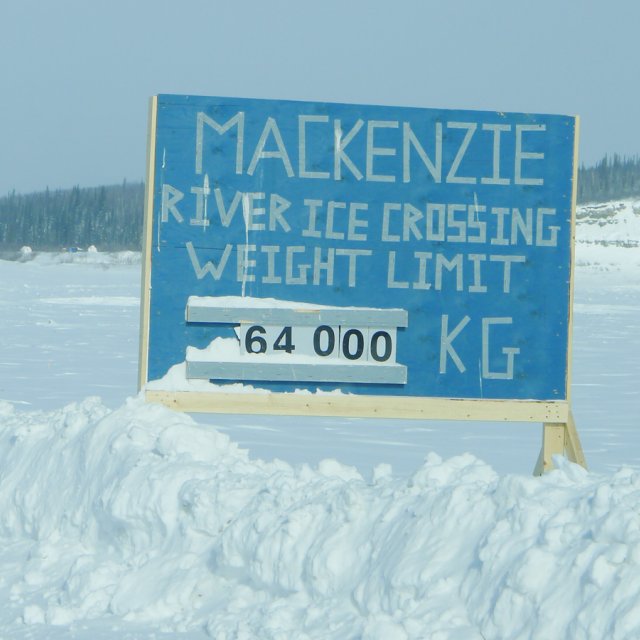 MACKENZIE
RIVER ICE CROSSING
WEIGHT LIMIT
64 000 KG